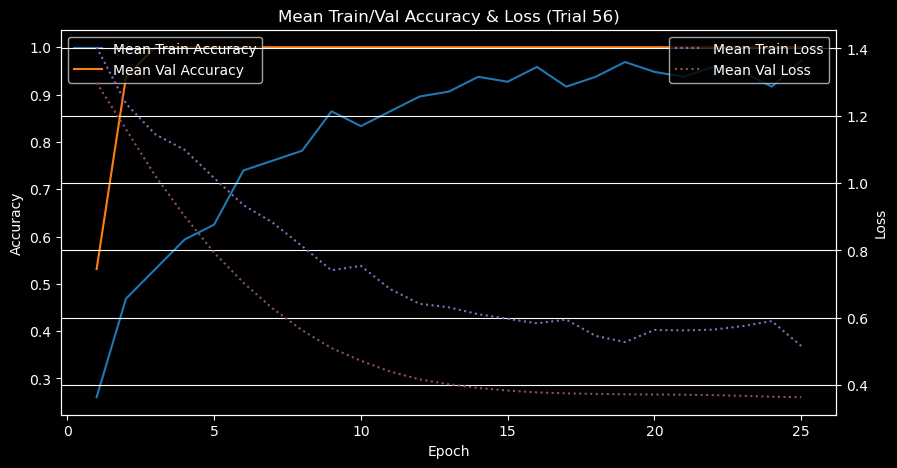 Mean Train/Val Accuracy & Loss (Trial 56)
Mean Train Accuracy
Mean Val Accuracy
Mean Train Loss
Mean Val Loss
1.0
0.9
0.8
0.7
0.6
0.5
0.4
0.3
Accuracy
1.4
1.2
1.0
0.8
0.6
0.4
Loss
0
5
10
15
20
25
Epoch